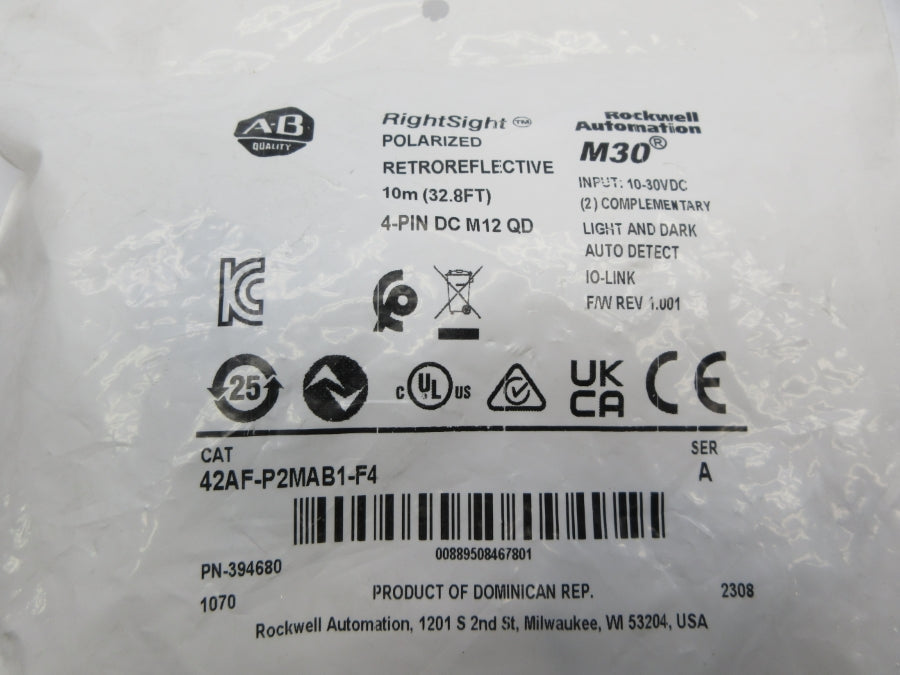 A-B
QUALITY
RightSight™
POLARIZED
RETROREFLECTIVE
10m (32.8FT)
4-PIN DC M12 QD
Rockwell
Automation
M30®
INPUT: 10-30VDC
(2) COMPLEMENTARY
LIGHT AND DARK
AUTO DETECT
IO-LINK
F/W REV 1.001
25
C UL US
UK
CA
CE
CAT
42AF-P2MAB1-F4
SER
A
00889508467801
PN-394680
1070
PRODUCT OF DOMINICAN REP.
2308
Rockwell Automation, 1201 S 2nd St, Milwaukee, WI 53204, USA